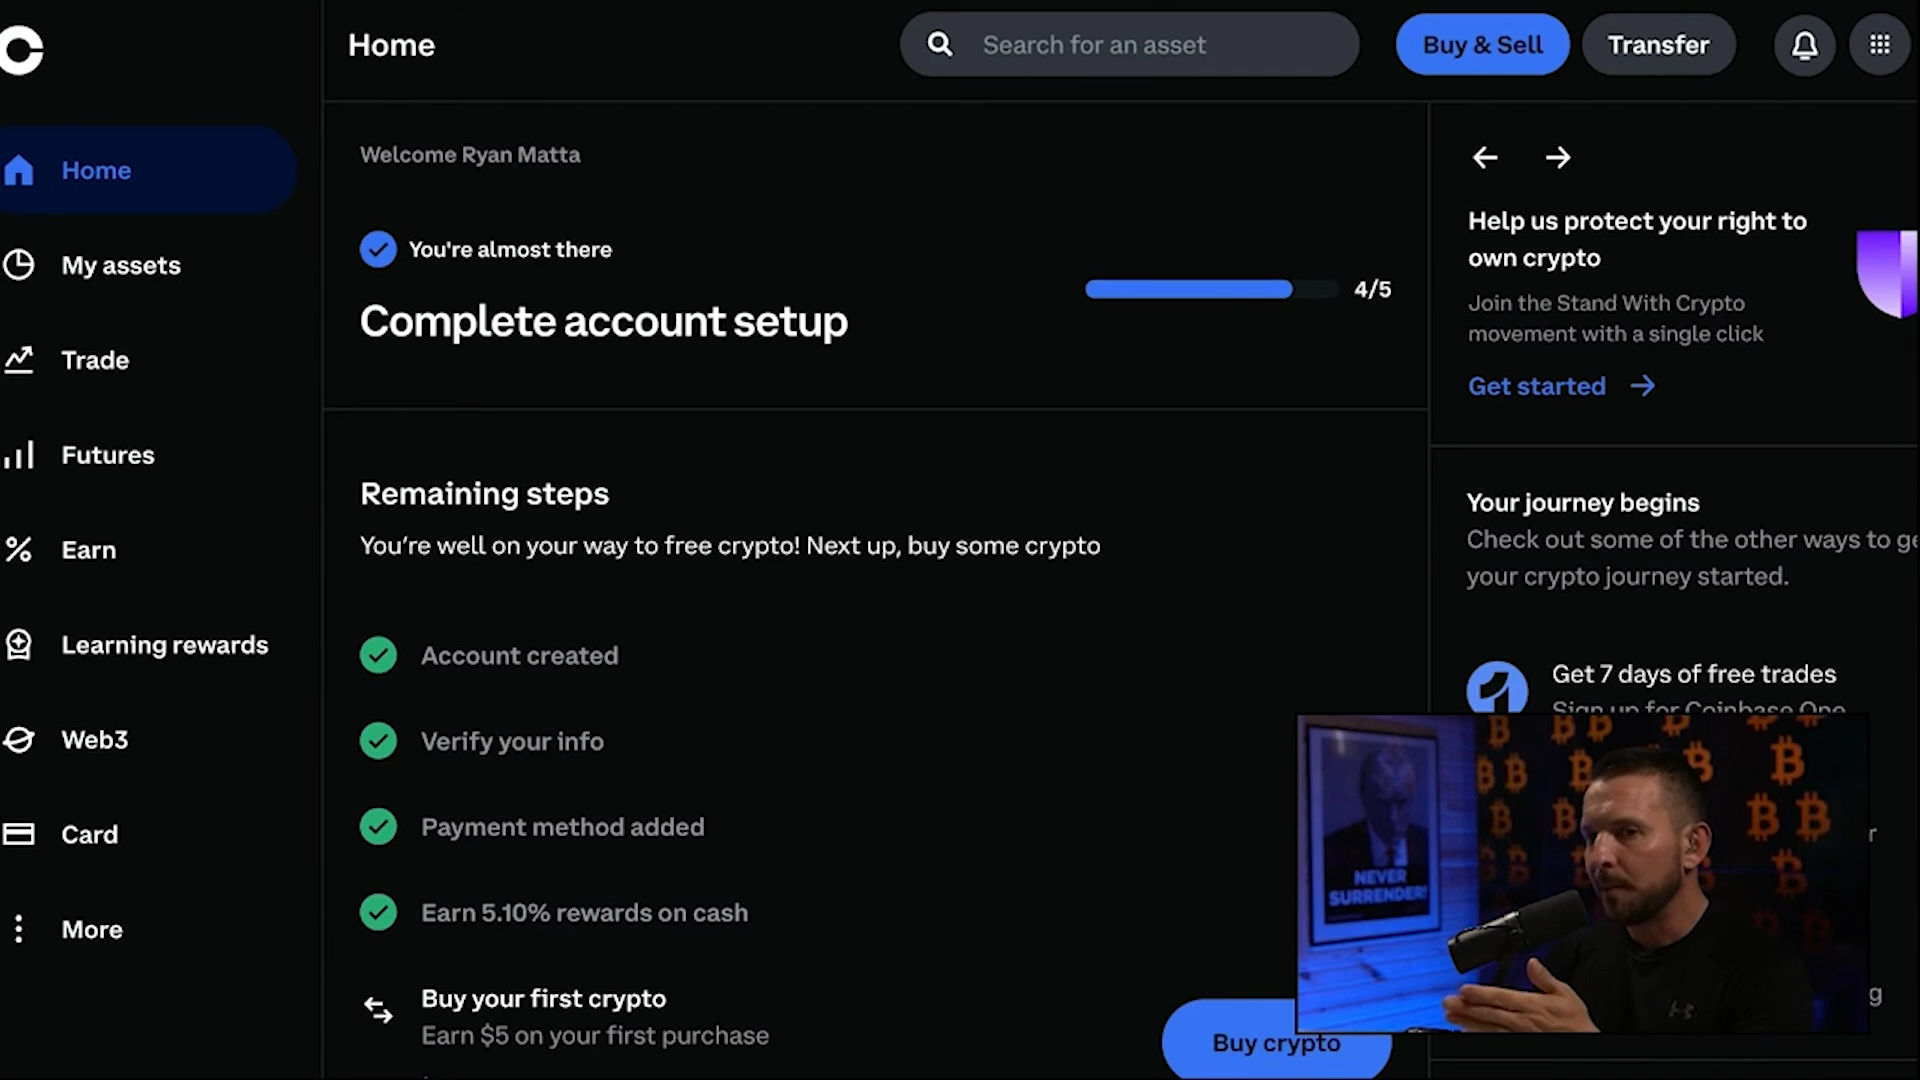 Home
Search for an asset
Buy & Sell
Transfer
Home
My assets
Trade
Futures
Earn
Learning rewards
Web3
Card
More
Welcome Ryan Matta
You're almost there
Complete account setup
4/5
Remaining steps
You're well on your way to free crypto! Next up, buy some crypto
Account created
Verify your info
Payment method added
Earn 5.10% rewards on cash
Buy your first crypto
Earn $5 on your first purchase
Buy crypto
Help us protect your right to
own crypto
Join the Stand With Crypto
movement with a single click
Get started
Your journey begins
Check out some of the other ways to ge
your crypto journey started.
Get 7 days of free trades
Sign up for Coinbase One
r
g
NEVER
SURRENDER!